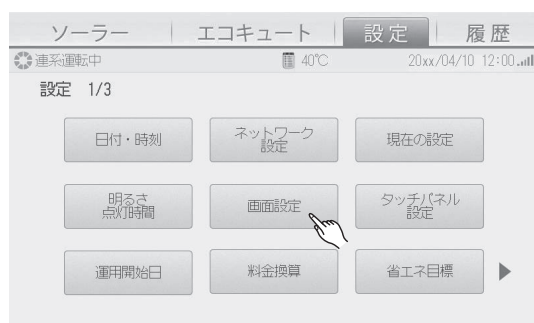 ソーラー エコキュート 設定 履歴
連系運転中 40℃ 20xx/04/10 12:00
設定 1/3
日付・時刻
ネットワーク
設定
現在の設定
明るさ
点灯時間
画面設定
タッチパネル
設定
運用開始日
料金換算
省エネ目標